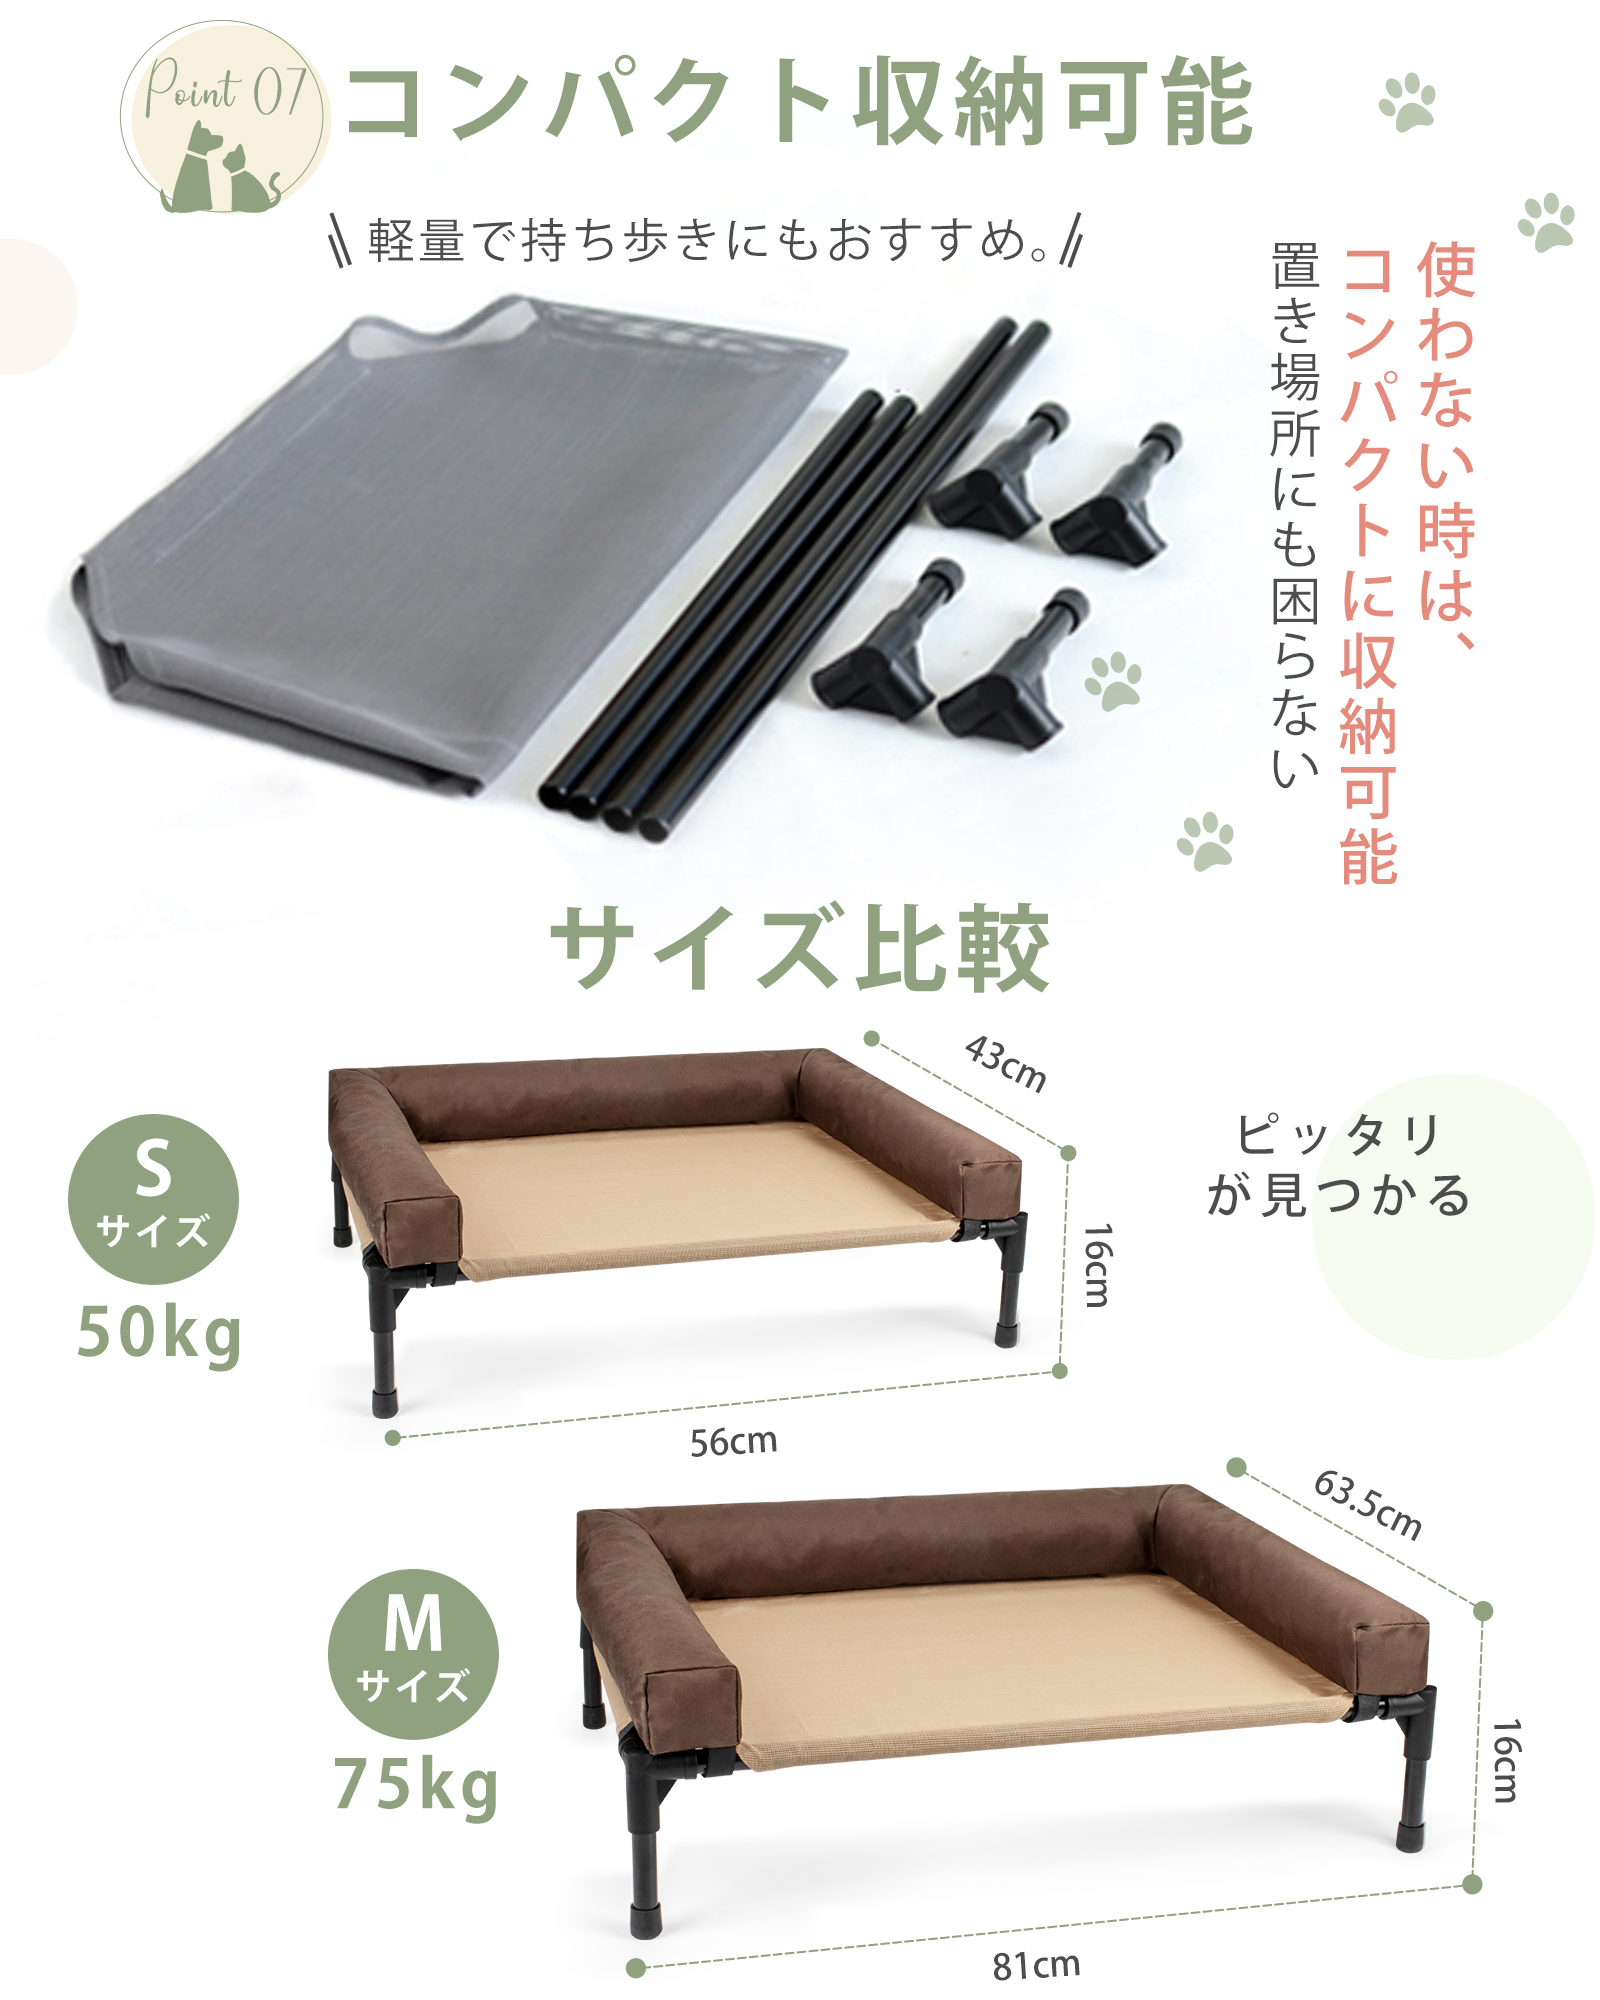 Point 07
コンパクト収納可能
軽量で持ち歩きにもおすすめ。
使わない時は、
コンパクトに収納可能
置き場所にも困らない
サイズ比較
43cm
S
サイズ
50kg
16cm
56cm
ピッタリ
が見つかる
63.5cm
M
サイズ
75kg
16cm
81cm